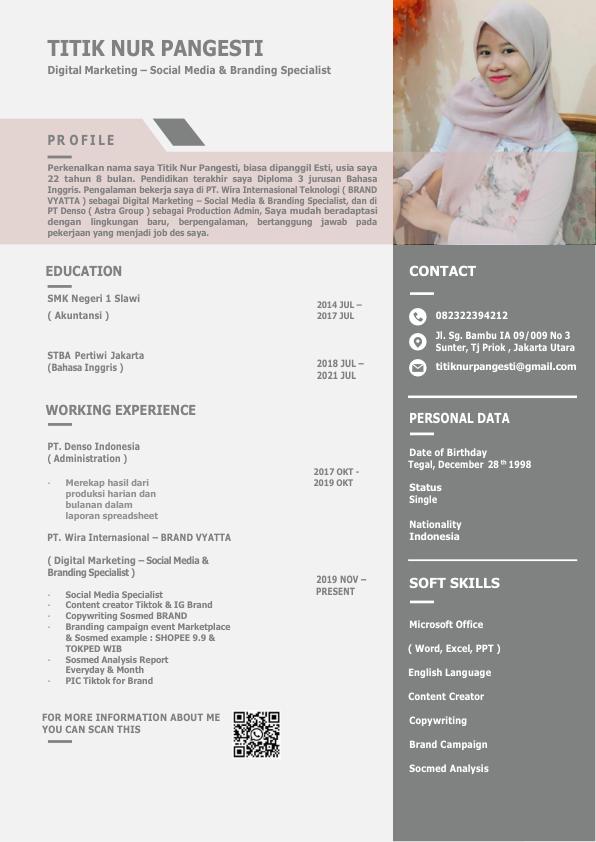 TITIK NUR PANGESTI
Digital Marketing – Social Media & Branding Specialist
PROFILE
Perkenalkan nama saya Titik Nur Pangesti, biasa dipanggil Esti, usia saya
22 tahun 8 bulan. Pendidikan terakhir saya Diploma 3 jurusan Bahasa
Inggris. Pengalaman bekerja saya di PT. Wira Internasional Teknologi ( BRAND
VYATTA ) sebagai Digital Marketing – Social Media & Branding Specialist, dan di
PT Denso ( Astra Group ) sebagai Production Admin, Saya mudah beradaptasi
dengan lingkungan baru, berpengalaman, bertanggung jawab pada
pekerjaan yang menjadi job des saya.
EDUCATION
SMK Negeri 1 Slawi
( Akuntansi )
2014 JUL –
2017 JUL
STBA Pertiwi Jakarta
(Bahasa Inggris )
2018 JUL –
2021 JUL
WORKING EXPERIENCE
PT. Denso Indonesia
( Administration )
2017 OKT -
2019 OKT
· Merekap hasil dari
produksi harian dan
bulanan dalam
laporan spreadsheet
PT. Wira Internasional – BRAND VYATTA
( Digital Marketing – Social Media &
Branding Specialist )
2019 NOV –
PRESENT
· Social Media Specialist
· Content creator Tiktok & IG Brand
· Copywriting Sosmed BRAND
· Branding campaign event Marketplace
& Sosmed example : SHOPEE 9.9 &
TOKPED WIB
· Sosmed Analysis Report
Everyday & Month
· PIC Tiktok for Brand
FOR MORE INFORMATION ABOUT ME
YOU CAN SCAN THIS
CONTACT
082322394212
Jl. Sg. Bambu IA 09/009 No 3
Sunter, Tj Priok , Jakarta Utara
titiknurpangesti@gmail.com
PERSONAL DATA
Date of Birthday
Tegal, December 28th 1998
Status
Single
Nationality
Indonesia
SOFT SKILLS
Microsoft Office
( Word, Excel, PPT )
English Language
Content Creator
Copywriting
Brand Campaign
Socmed Analysis